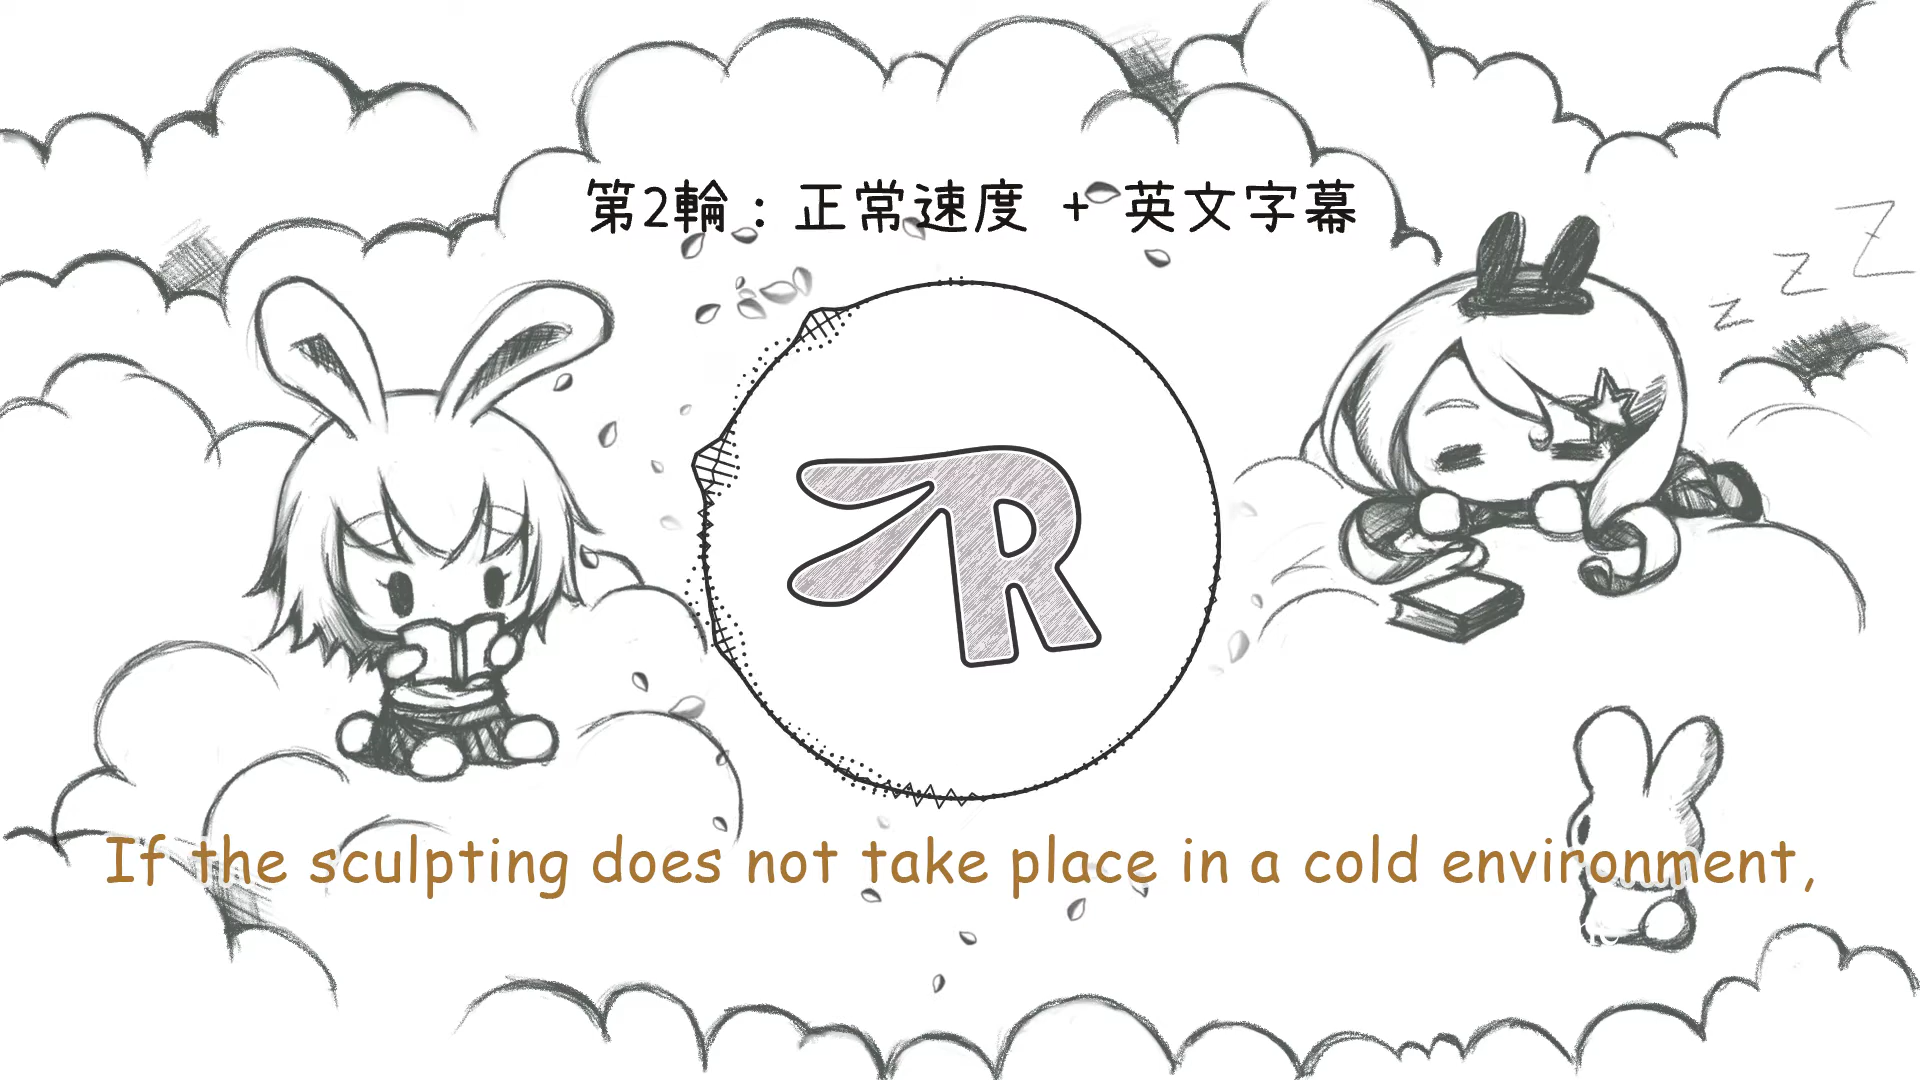 第2輪：正常速度 + 英文字幕
z z Z
R
If the sculpting does not take place in a cold environment,